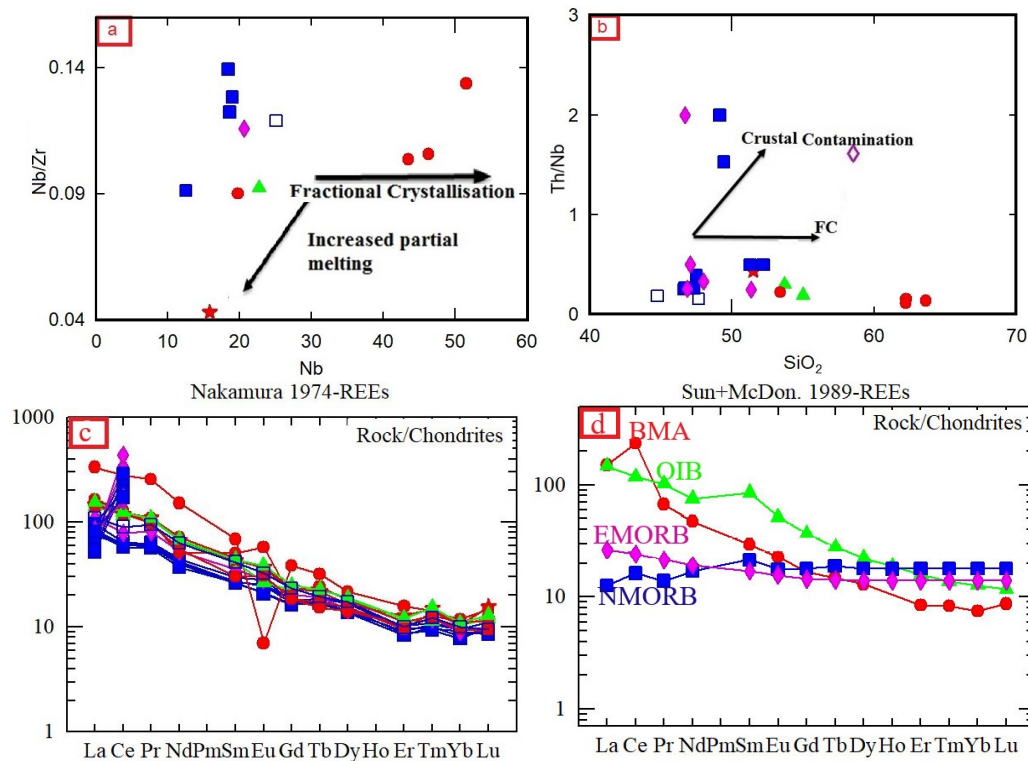 a
0.14
0.09
0.04
Nb/Zr
Fractional Crystallisation
Increased partial
melting
0 10 20 30 40 50 60
Nb
b
3
2
1
0
Th/Nb
Crustal Contamination
FC
40 50 60 70
SiO2
Nakamura 1974-REEs
c
Rock/Chondrites
1000
100
10
1
La Ce Pr Nd Pm Sm Eu Gd Tb Dy Ho Er Tm Yb Lu
Sun+McDon. 1989-REEs
d
Rock/Chondrites
BMA
OIB
EMORB
NMORB
100
10
1
La Ce Pr Nd Pm Sm Eu Gd Tb Dy Ho Er Tm Yb Lu